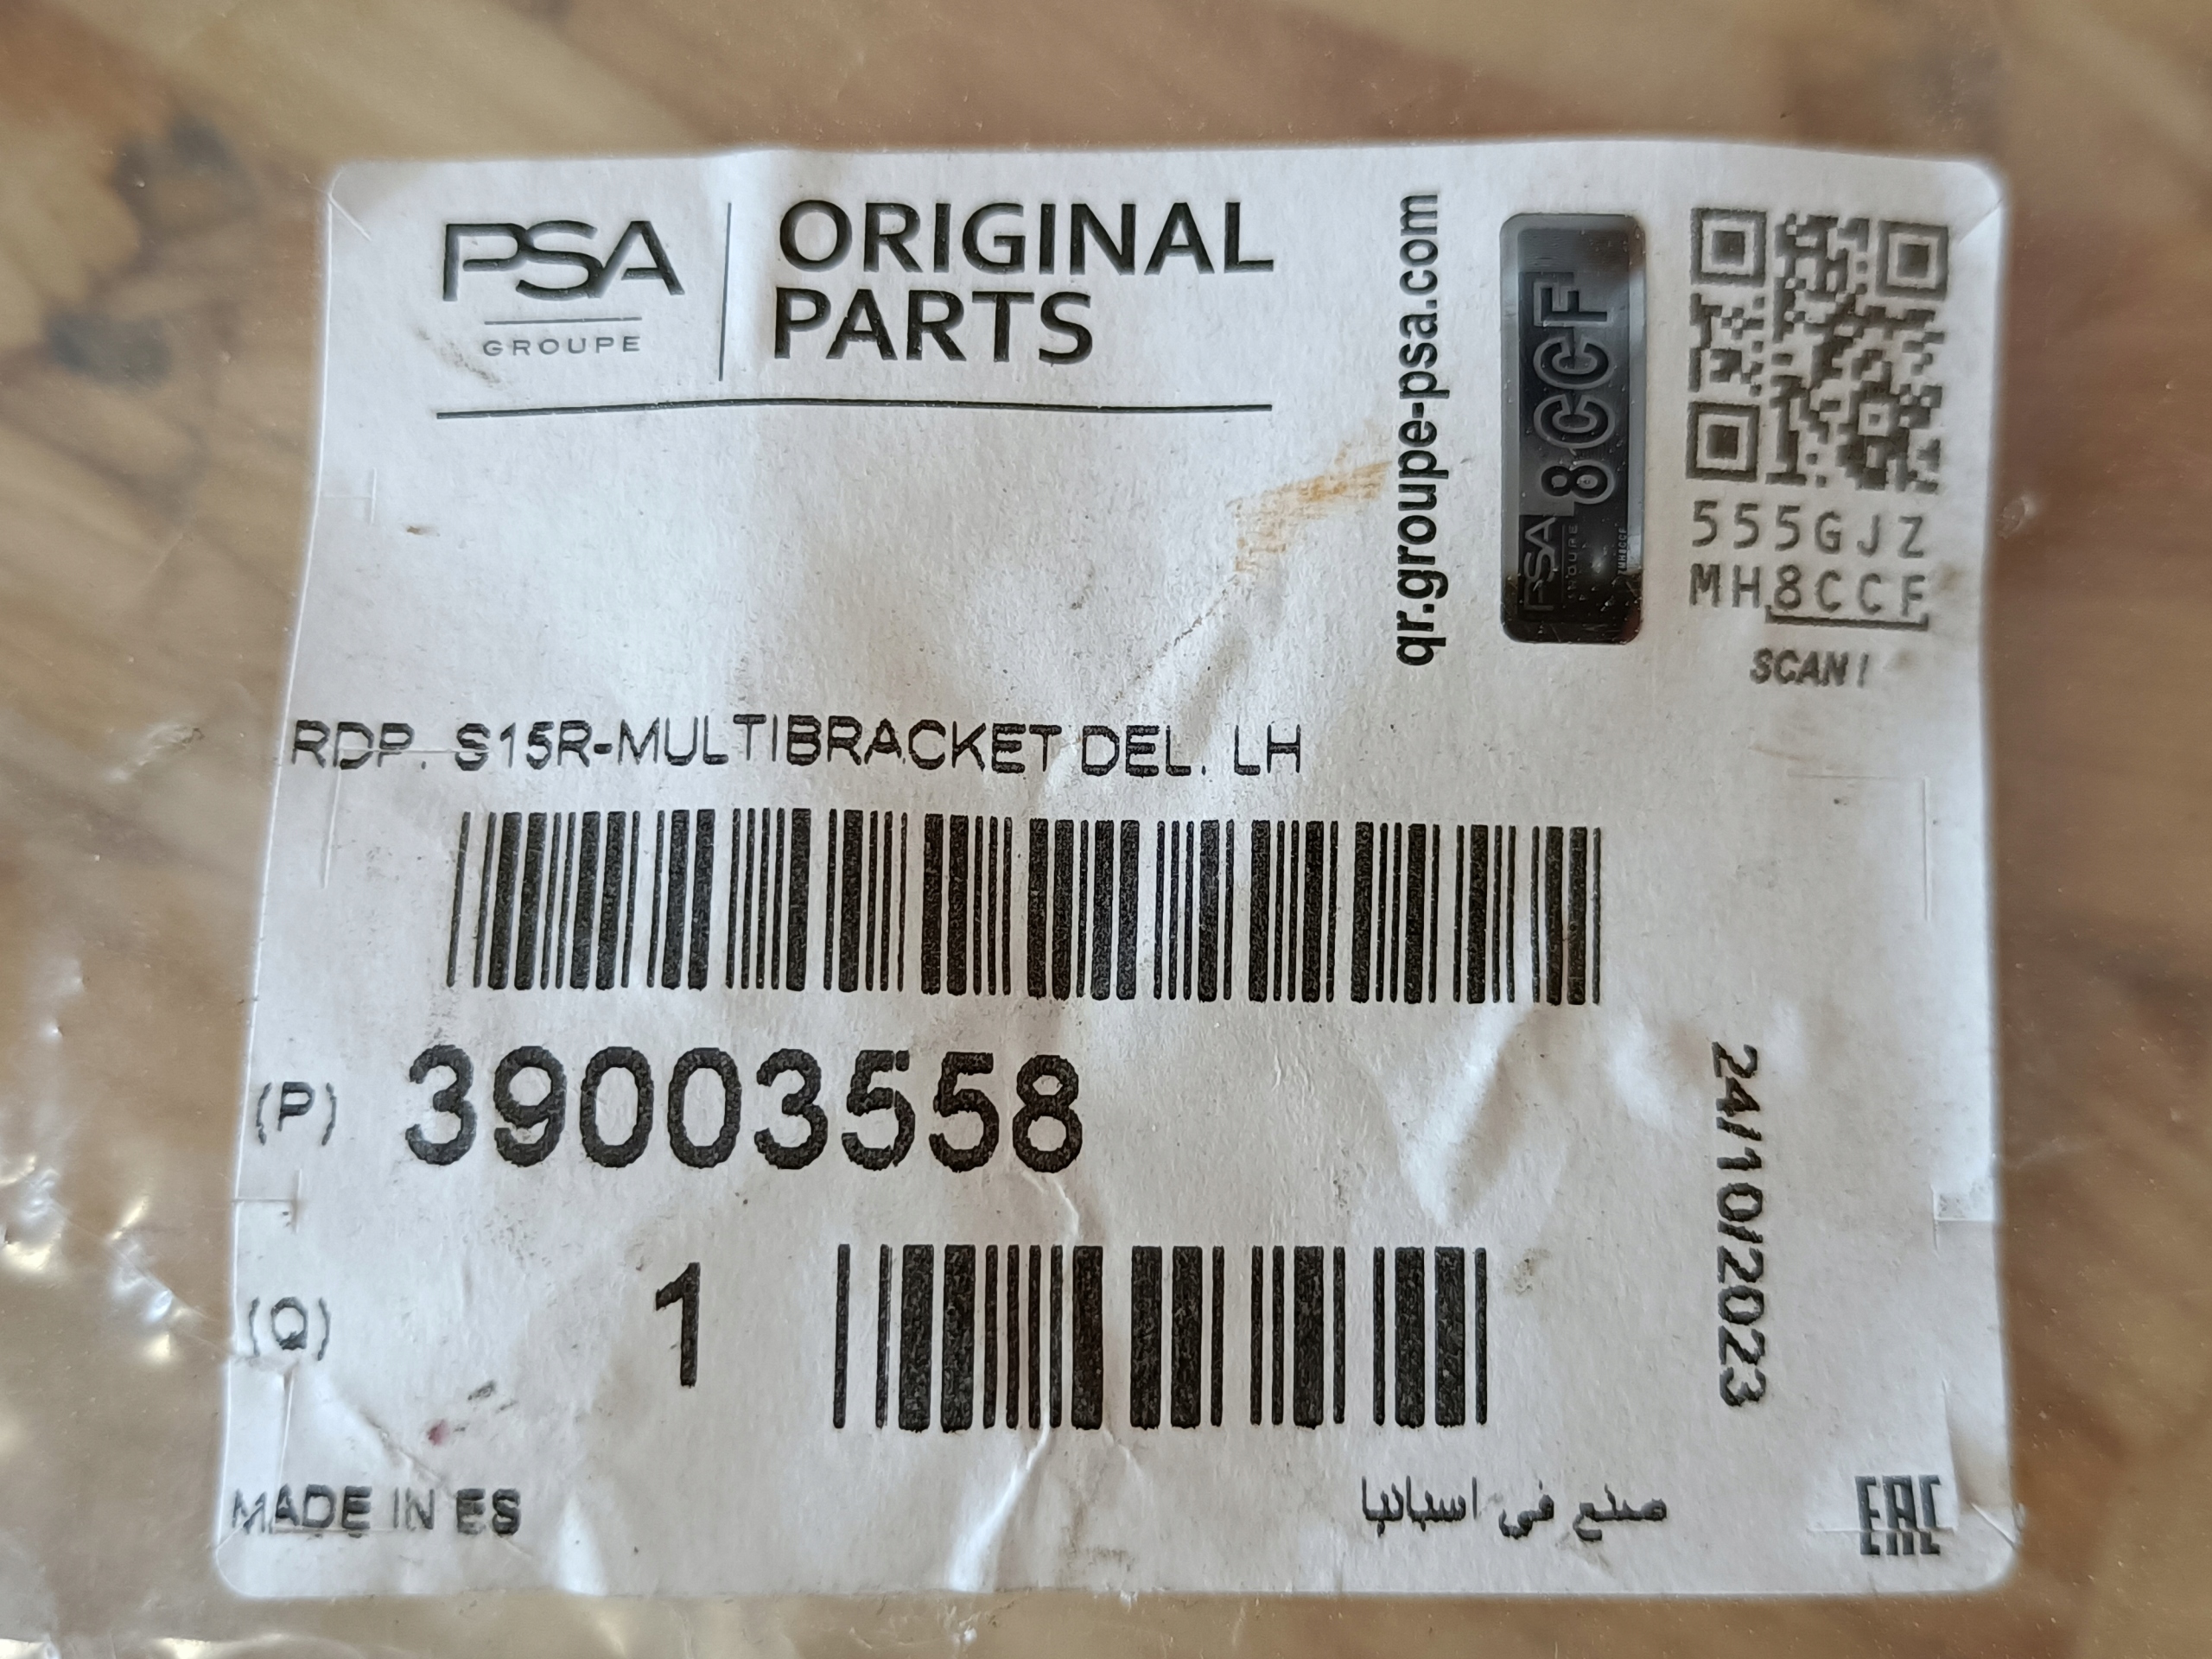 PSA
GROUPE
ORIGINAL
PARTS
qr.groupe-psa.com
8CCF
PSA
GROUPE
555GJZ
MH8CCF
SCAN!
RDP. S15R-MULTIBRACKET DEL. LH
(P) 39003558
(Q) 1
24/10/2023
MADE IN ES
صنع في اسبانيا
EAC